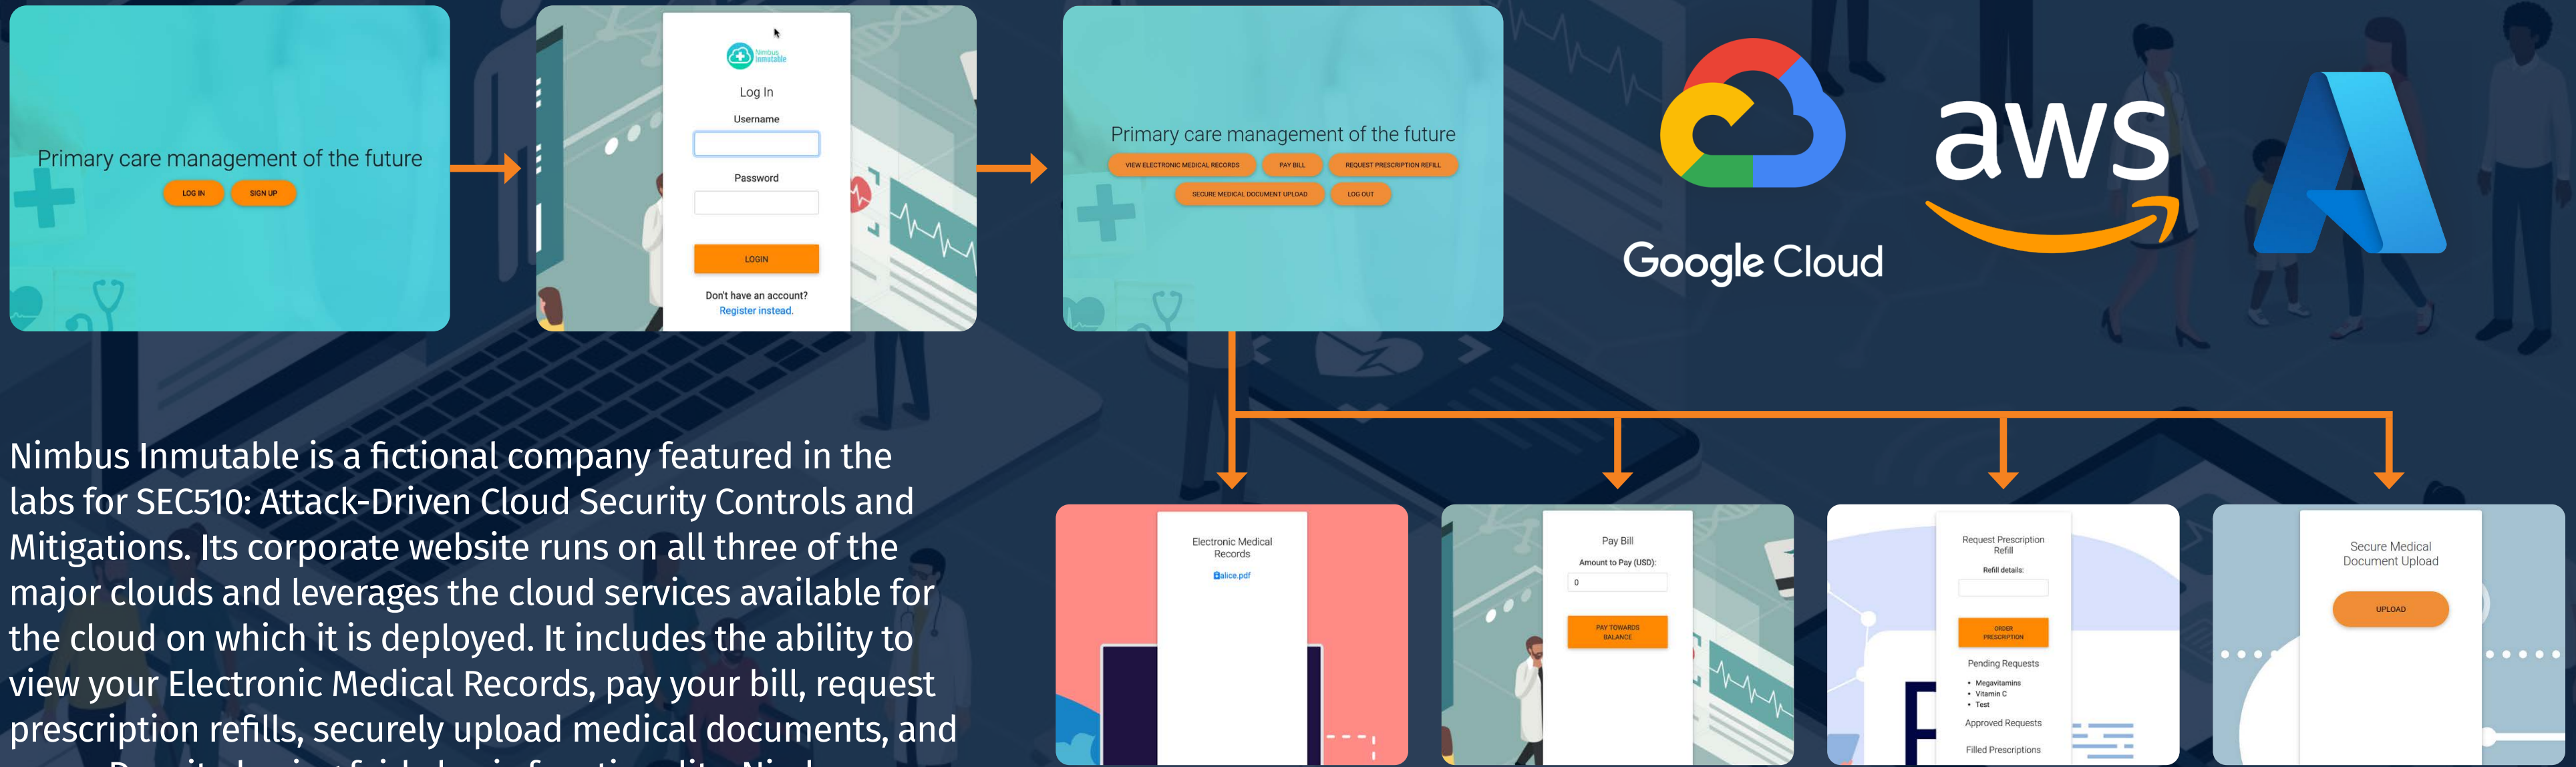 Primary care management of the future
LOG IN
SIGN UP
Nimbus
Inmutable
Log In
Username
Password
LOGIN
Don't have an account?
Register instead.
Primary care management of the future
VIEW ELECTRONIC MEDICAL RECORDS
PAY BILL
REQUEST PRESCRIPTION REFILL
SECURE MEDICAL DOCUMENT UPLOAD
LOG OUT
Google Cloud
aws
Nimbus Inmutable is a fictional company featured in the
labs for SEC510: Attack-Driven Cloud Security Controls and
Mitigations. Its corporate website runs on all three of the
major clouds and leverages the cloud services available for
the cloud on which it is deployed. It includes the ability to
view your Electronic Medical Records, pay your bill, request
prescription refills, securely upload medical documents, and
Electronic Medical
Records
alice.pdf
Pay Bill
Amount to Pay (USD):
0
PAY TOWARDS
BALANCE
Request Prescription
Refill
Refill details:
ORDER
PRESCRIPTION
Pending Requests
• Megavitamins
• Vitamin C
• Test
Approved Requests
Filled Prescriptions
Secure Medical
Document Upload
UPLOAD